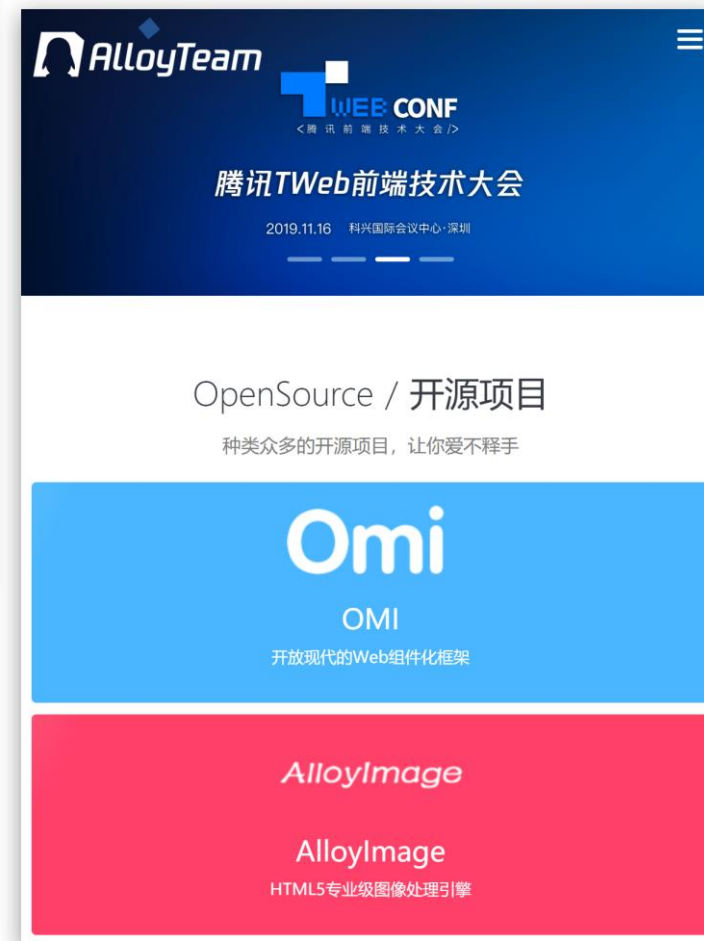 AlloyTeam
WEB CONF
<腾讯前端技术大会/>
腾讯TWeb前端技术大会
2019.11.16 科兴国际会议中心·深圳
OpenSource / 开源项目
种类众多的开源项目，让你爱不释手
Omi
OMI
开放现代的Web组件化框架
AlloyImage
AlloyImage
HTML5专业级图像处理引擎